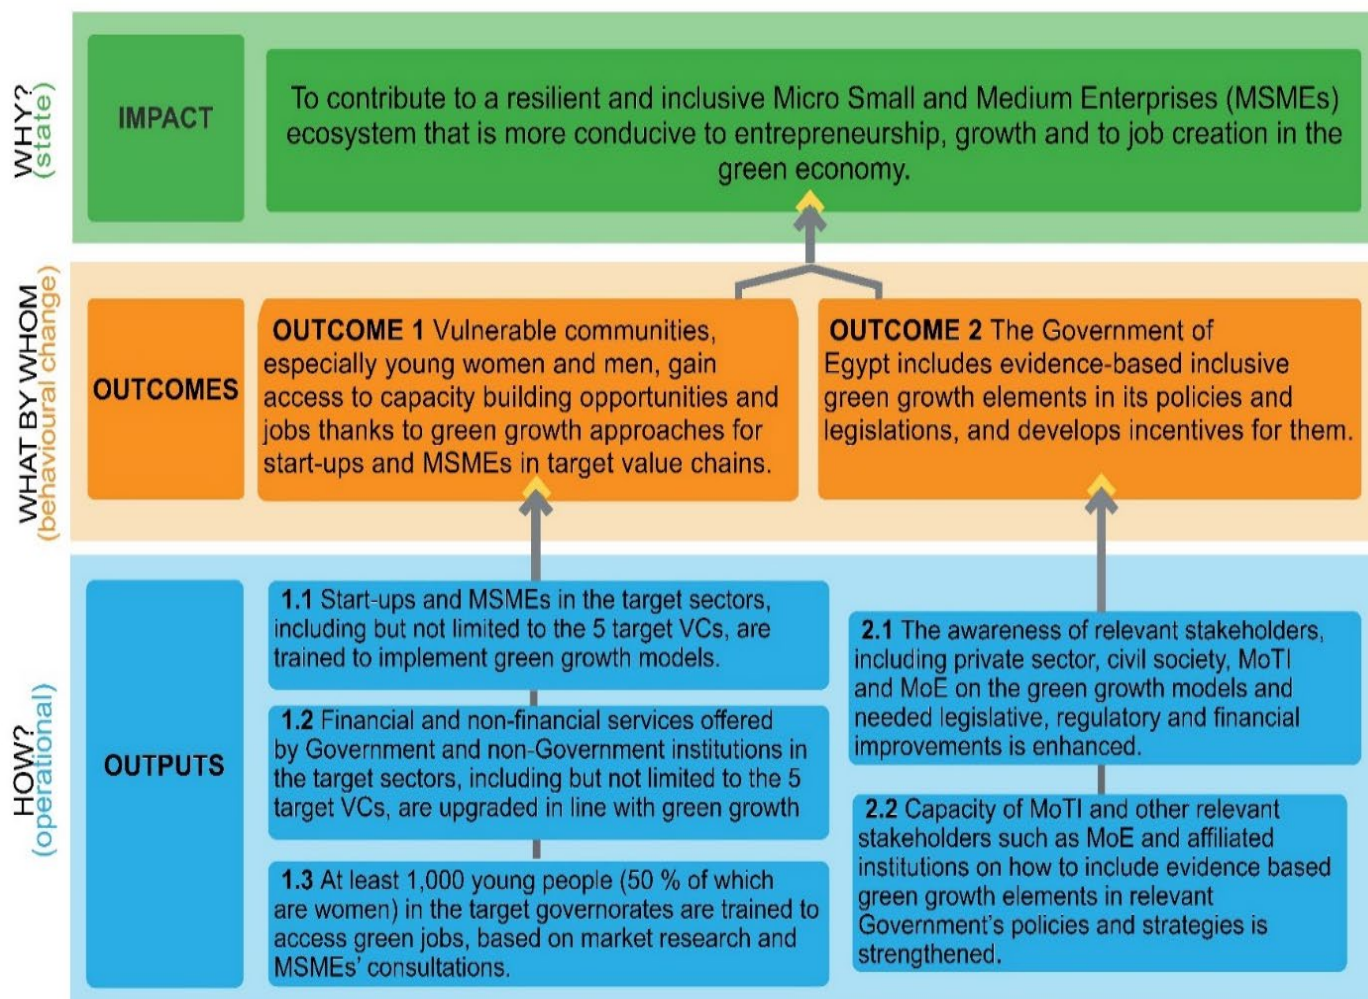 WHY?
(state)
IMPACT
To contribute to a resilient and inclusive Micro Small and Medium Enterprises (MSMEs)
ecosystem that is more conducive to entrepreneurship, growth and to job creation in the
green economy.
WHAT BY WHOM
(behavioural change)
OUTCOMES
OUTCOME 1 Vulnerable communities,
especially young women and men, gain
access to capacity building opportunities and
jobs thanks to green growth approaches for
start-ups and MSMEs in target value chains.
OUTCOME 2 The Government of
Egypt includes evidence-based inclusive
green growth elements in its policies and
legislations, and develops incentives for them.
HOW?
(operational)
OUTPUTS
1.1 Start-ups and MSMEs in the target sectors,
including but not limited to the 5 target VCs, are
trained to implement green growth models.
1.2 Financial and non-financial services offered
by Government and non-Government institutions in
the target sectors, including but not limited to the 5
target VCs, are upgraded in line with green growth
1.3 At least 1,000 young people (50 % of which
are women) in the target governorates are trained to
access green jobs, based on market research and
MSMEs' consultations.
2.1 The awareness of relevant stakeholders,
including private sector, civil society, MoTI
and MoE on the green growth models and
needed legislative, regulatory and financial
improvements is enhanced.
2.2 Capacity of MoTI and other relevant
stakeholders such as MoE and affiliated
institutions on how to include evidence based
green growth elements in relevant
Government's policies and strategies is
strengthened.